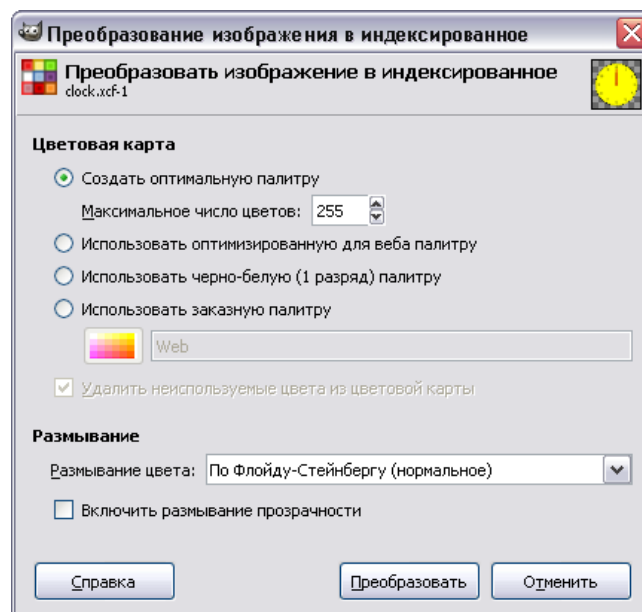 Преобразование изображения в индексированное
Преобразовать изображение в индексированное
clock.xcf-1
Цветовая карта
Создать оптимальную палитру
Максимальное число цветов: 255
Использовать оптимизированную для веба палитру
Использовать черно-белую (1 разряд) палитру
Использовать заказную палитру
Web
Удалить неиспользуемые цвета из цветовой карты
Размывание
Размывание цвета: По Флойду-Стейнбергу (нормальное)
Включить размывание прозрачности
Справка Преобразовать Отменить